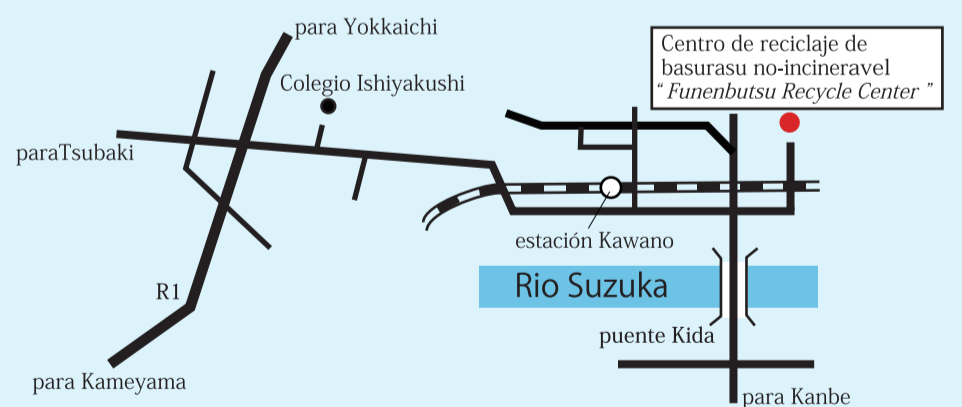 para Yokkaichi
Centro de reciclaje de
basurasu no-incineravel
“ Funenbutsu Recycle Center ”
Colegio Ishiyakushi
paraTsubaki
estación Kawano
R1
Rio Suzuka
puente Kida
para Kameyama
para Kanbe